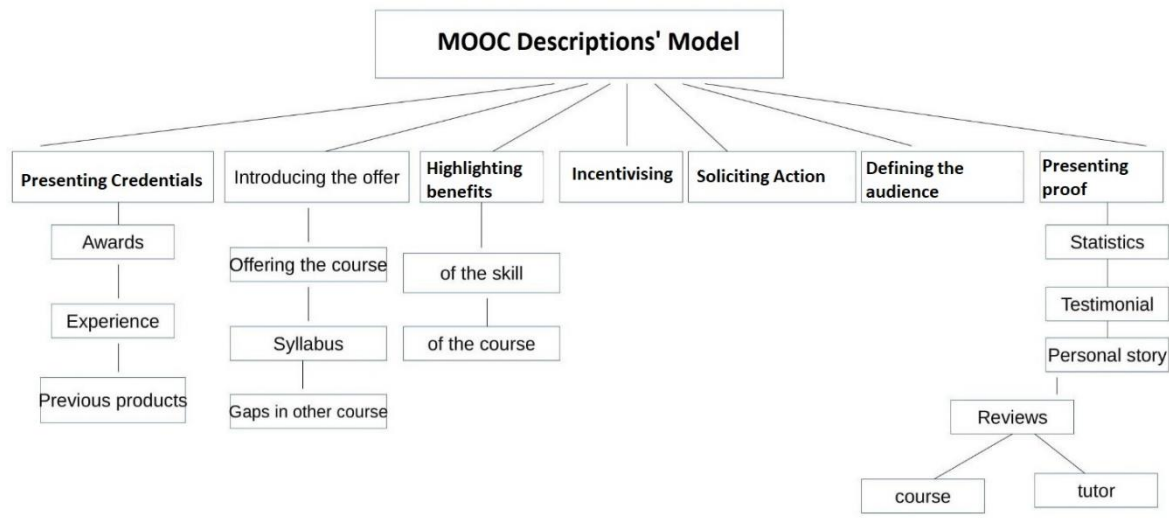 MOOC Descriptions' Model
Presenting Credentials
Introducing the offer
Highlighting
benefits
Incentivising
Soliciting Action
Defining the
audience
Presenting
proof
Awards
Experience
Previous products
Offering the course
Syllabus
Gaps in other course
of the skill
of the course
Statistics
Testimonial
Personal story
Reviews
course
tutor